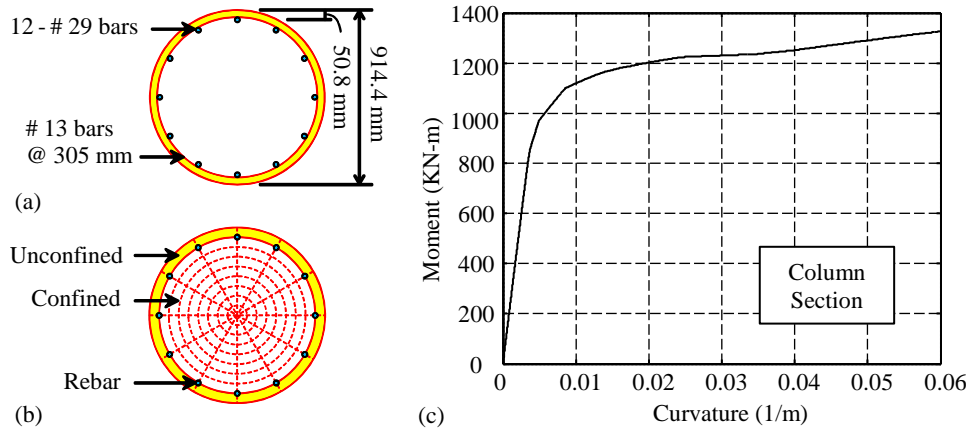 (a)
12 - # 29 bars
# 13 bars
@ 305 mm
50.8 mm
914.4 mm
(b)
Unconfined
Confined
Rebar
(c)
Moment (KN-m)
1400
1200
1000
800
600
400
200
0
0 0.01 0.02 0.03 0.04 0.05 0.06
Curvature (1/m)
Column
Section